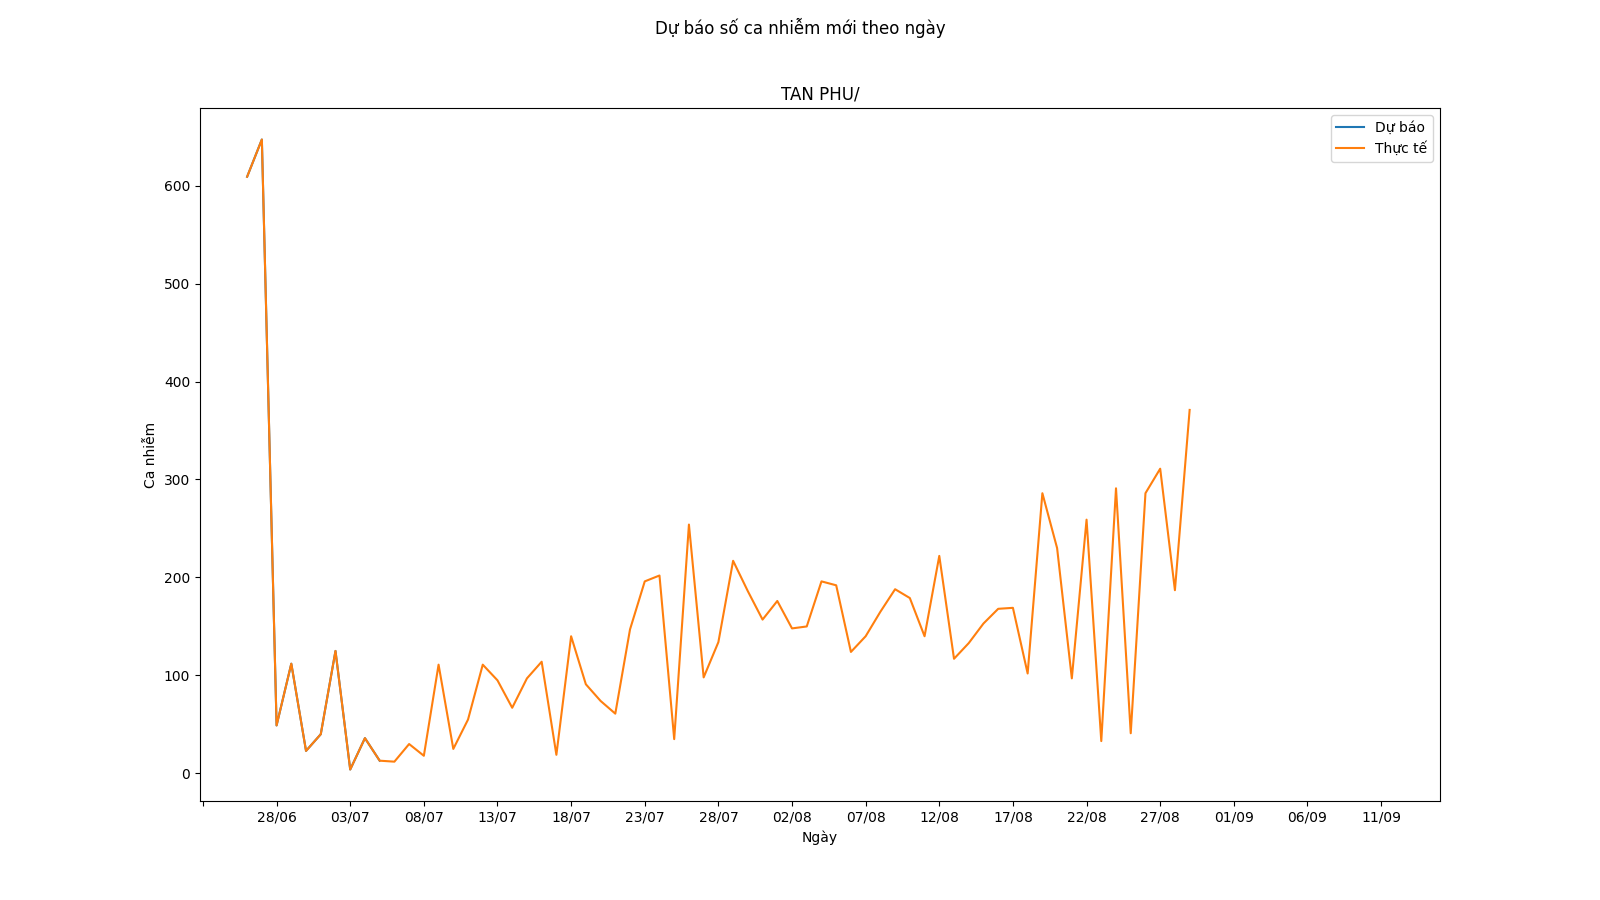 Dự báo số ca nhiễm mới theo ngày
TAN PHU/
Dự báo
Thực tế
600
500
400
300
200
100
0
Ca nhiễm
28/06 03/07 08/07 13/07 18/07 23/07 28/07 02/08 07/08 12/08 17/08 22/08 27/08 01/09 06/09 11/09
Ngày